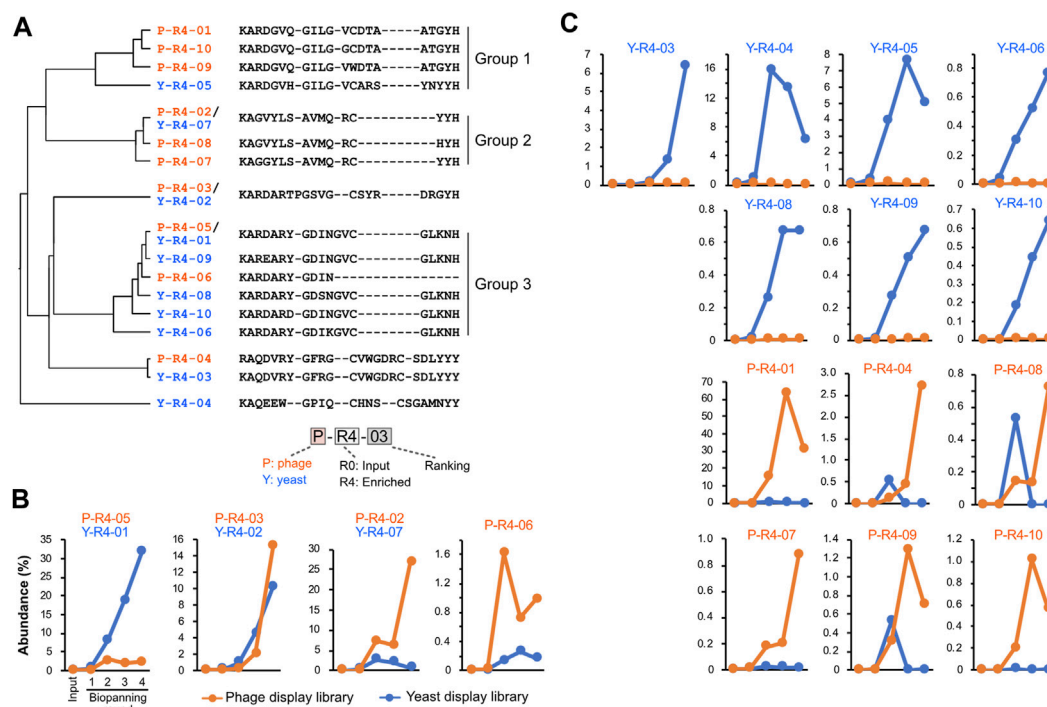 A
P-R4-01 KARDGVQ-GILG-VCDTA------ATGYH
P-R4-10 KARDGVQ-GILG-GCDTA------ATGYH
P-R4-09 KARDGVQ-GILG-VWDTA------ATGYH
Y-R4-05 KARDGVH-GILG-VCARS------YNYYH
Group 1
P-R4-02/
Y-R4-07 KAGVYLS-AVMQ-RC---------YYH
P-R4-08 KAGVYLS-AVMQ-RC---------HYH
P-R4-07 KAGGYLS-AVMQ-RC---------YYH
Group 2
P-R4-03/
Y-R4-02 KARDARTPGSVG--CSYR----DRGYH
P-R4-05/
Y-R4-01 KARDARY-GDINGVC--------GLKNH
Y-R4-09 KAREARY-GDINGVC--------GLKNH
P-R4-06 KARDARY-GDIN----------------
Y-R4-08 KARDARY-GDSNGVC--------GLKNH
Y-R4-10 KARDARD-GDINGVC--------GLKNH
Y-R4-06 KARDARY-GDIKGVC--------GLKNH
Group 3
P-R4-04 RAQDVRY-GFRG--CVWGDRCS-SDLYYY
Y-R4-03 KAQDVRY-GFRG--CVWGDRC-SDLYYY
Y-R4-04 KAQEEW--GPIQ--CHNS--CSGAMNYY
P - R4 - 03
P: phage
Y: yeast
R0: Input
R4: Enriched
Ranking
B
P-R4-05
Y-R4-01
P-R4-03
Y-R4-02
P-R4-02
Y-R4-07
P-R4-06
Abundance (%)
35
30
25
20
15
10
5
0
16
14
12
10
8
6
4
2
0
30
25
20
15
10
5
0
1.6
1.2
0.8
0.4
0
Input
1 2 3 4
Biopanning
Phage display library
Yeast display library
C
Y-R4-03
7
6
5
4
3
2
1
0
Y-R4-04
16
12
8
4
0
Y-R4-05
8
7
6
5
4
3
2
1
0
Y-R4-06
0.8
0.6
0.4
0.2
0
Y-R4-08
0.8
0.6
0.4
0.2
0
Y-R4-09
0.8
0.6
0.4
0.2
0
Y-R4-10
0.7
0.6
0.5
0.4
0.3
0.2
0.1
0
P-R4-01
70
60
50
40
30
20
10
0
P-R4-04
3.0
2.5
2.0
1.5
1.0
0.5
0
P-R4-08
0.8
0.6
0.4
0.2
0
P-R4-07
1.0
0.8
0.6
0.4
0.2
0.0
P-R4-09
1.4
1.2
1.0
0.8
0.6
0.4
0.2
0
P-R4-10
1.2
1.0
0.8
0.6
0.4
0.2
0